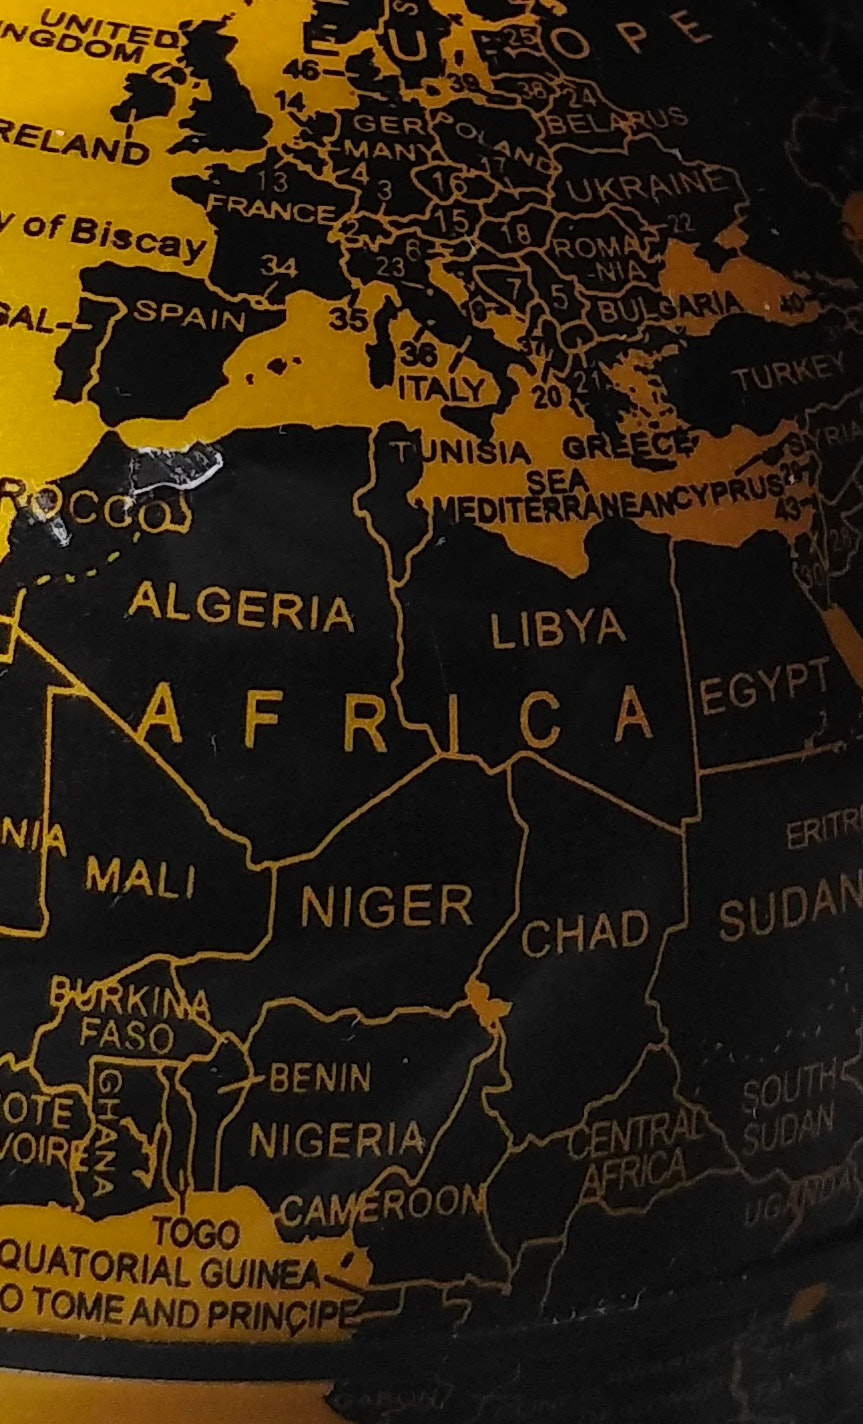 UNITED
NGDOM
E
U
25
O
P
E
46
39
14
38
24
RELAND
GER
-MANY
POLAND
BELARUS
17
13
4
3
16
UKRAINE
FRANCE
y of Biscay
2
15
6
18
22
34
23
ROMA
-NIA
7
5
GAL
SPAIN
35
BULGARIA
40
36
37
ITALY
20
21
TURKEY
TUNISIA
GREECE
SYRIA
SEA
MEDITERRANEAN
CYPRUS
29
43
ROCCO
28
30
ALGERIA
LIBYA
EGYPT
AFRICA
NIA
MALI
NIGER
CHAD
ERITR
SUDAN
BURKINA
FASO
BENIN
GHANA
OTE
VOIRE
NIGERIA
SOUTH
SUDAN
CENTRAL
AFRICA
CAMEROON
UGANDA
TOGO
QUATORIAL GUINEA
O TOME AND PRINÇIPE
GABON